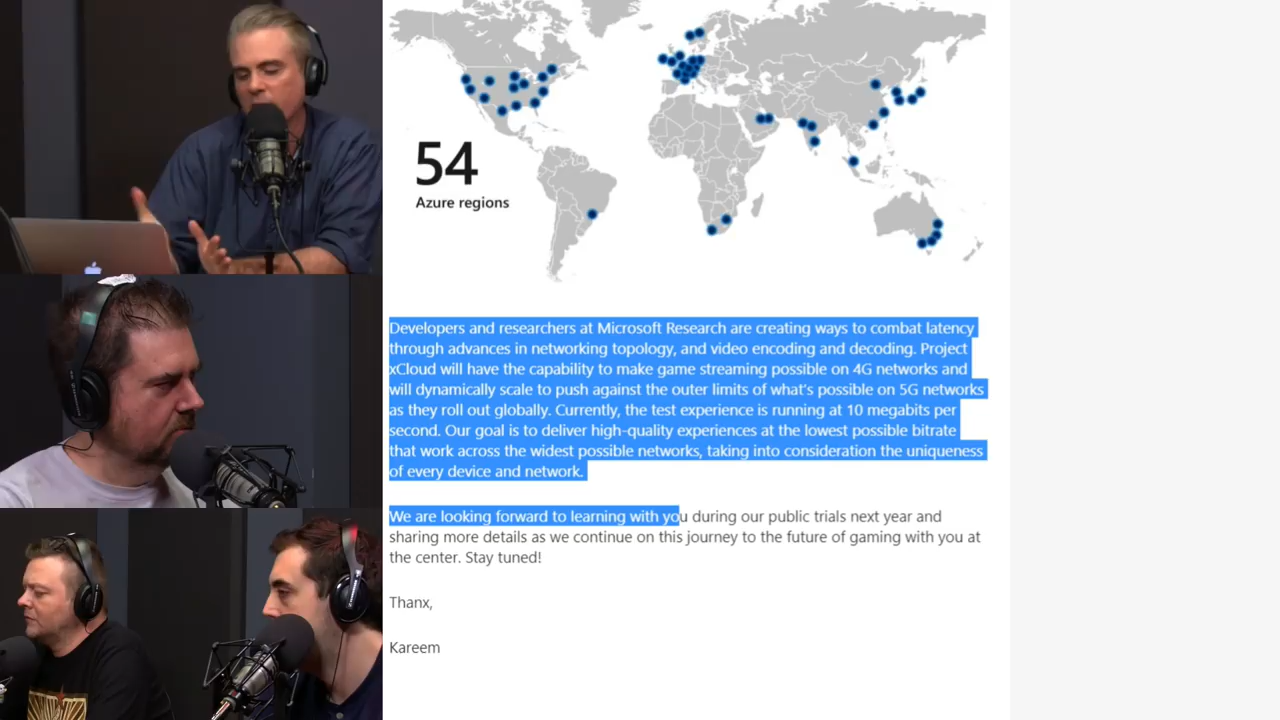 54
Azure regions
Developers and researchers at Microsoft Research are creating ways to combat latency
through advances in networking topology, and video encoding and decoding. Project
xCloud will have the capability to make game streaming possible on 4G networks and
will dynamically scale to push against the outer limits of what's possible on 5G networks
as they roll out globally. Currently, the test experience is running at 10 megabits per
second. Our goal is to deliver high-quality experiences at the lowest possible bitrate
that work across the widest possible networks, taking into consideration the uniqueness
of every device and network.
We are looking forward to learning with you during our public trials next year and
sharing more details as we continue on this journey to the future of gaming with you at
the center. Stay tuned!
Thanx,
Kareem